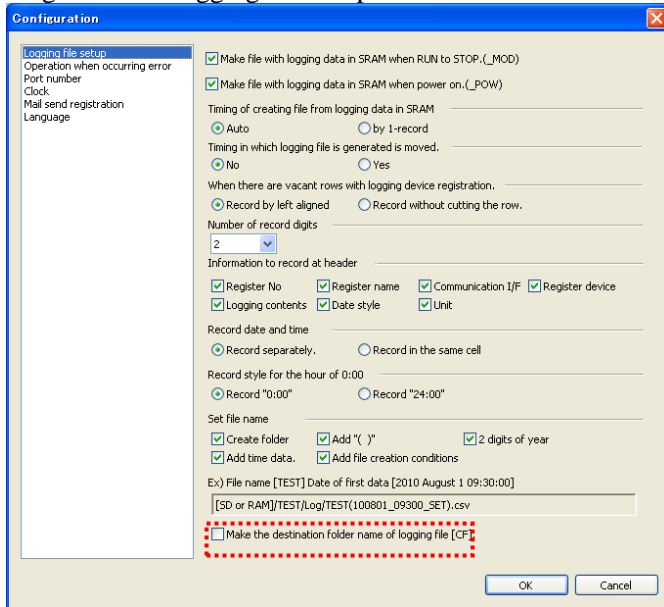 Configuration
Logging file setup
Operation when occurring error
Port number
Clock
Mail send registration
Language
Make file with logging data in SRAM when RUN to STOP.(_MOD)
Make file with logging data in SRAM when power on.(_POW)
Timing of creating file from logging data in SRAM
Auto by 1-record
Timing in which logging file is generated is moved.
No Yes
When there are vacant rows with logging device registration.
Record by left aligned Record without cutting the row.
Number of record digits
2
Information to record at header
Register No Register name Communication I/F Register device
Logging contents Date style Unit
Record date and time
Record separately. Record in the same cell
Record style for the hour of 0:00
Record "0:00" Record "24:00"
Set file name
Create folder Add "( )" 2 digits of year
Add time data. Add file creation conditions
Ex) File name [TEST] Date of first data [2010 August 1 09:30:00]
[SD or RAM]/TEST/Log/TEST(100801_09300_SET).csv
Make the destination folder name of logging file [CF].
OK Cancel